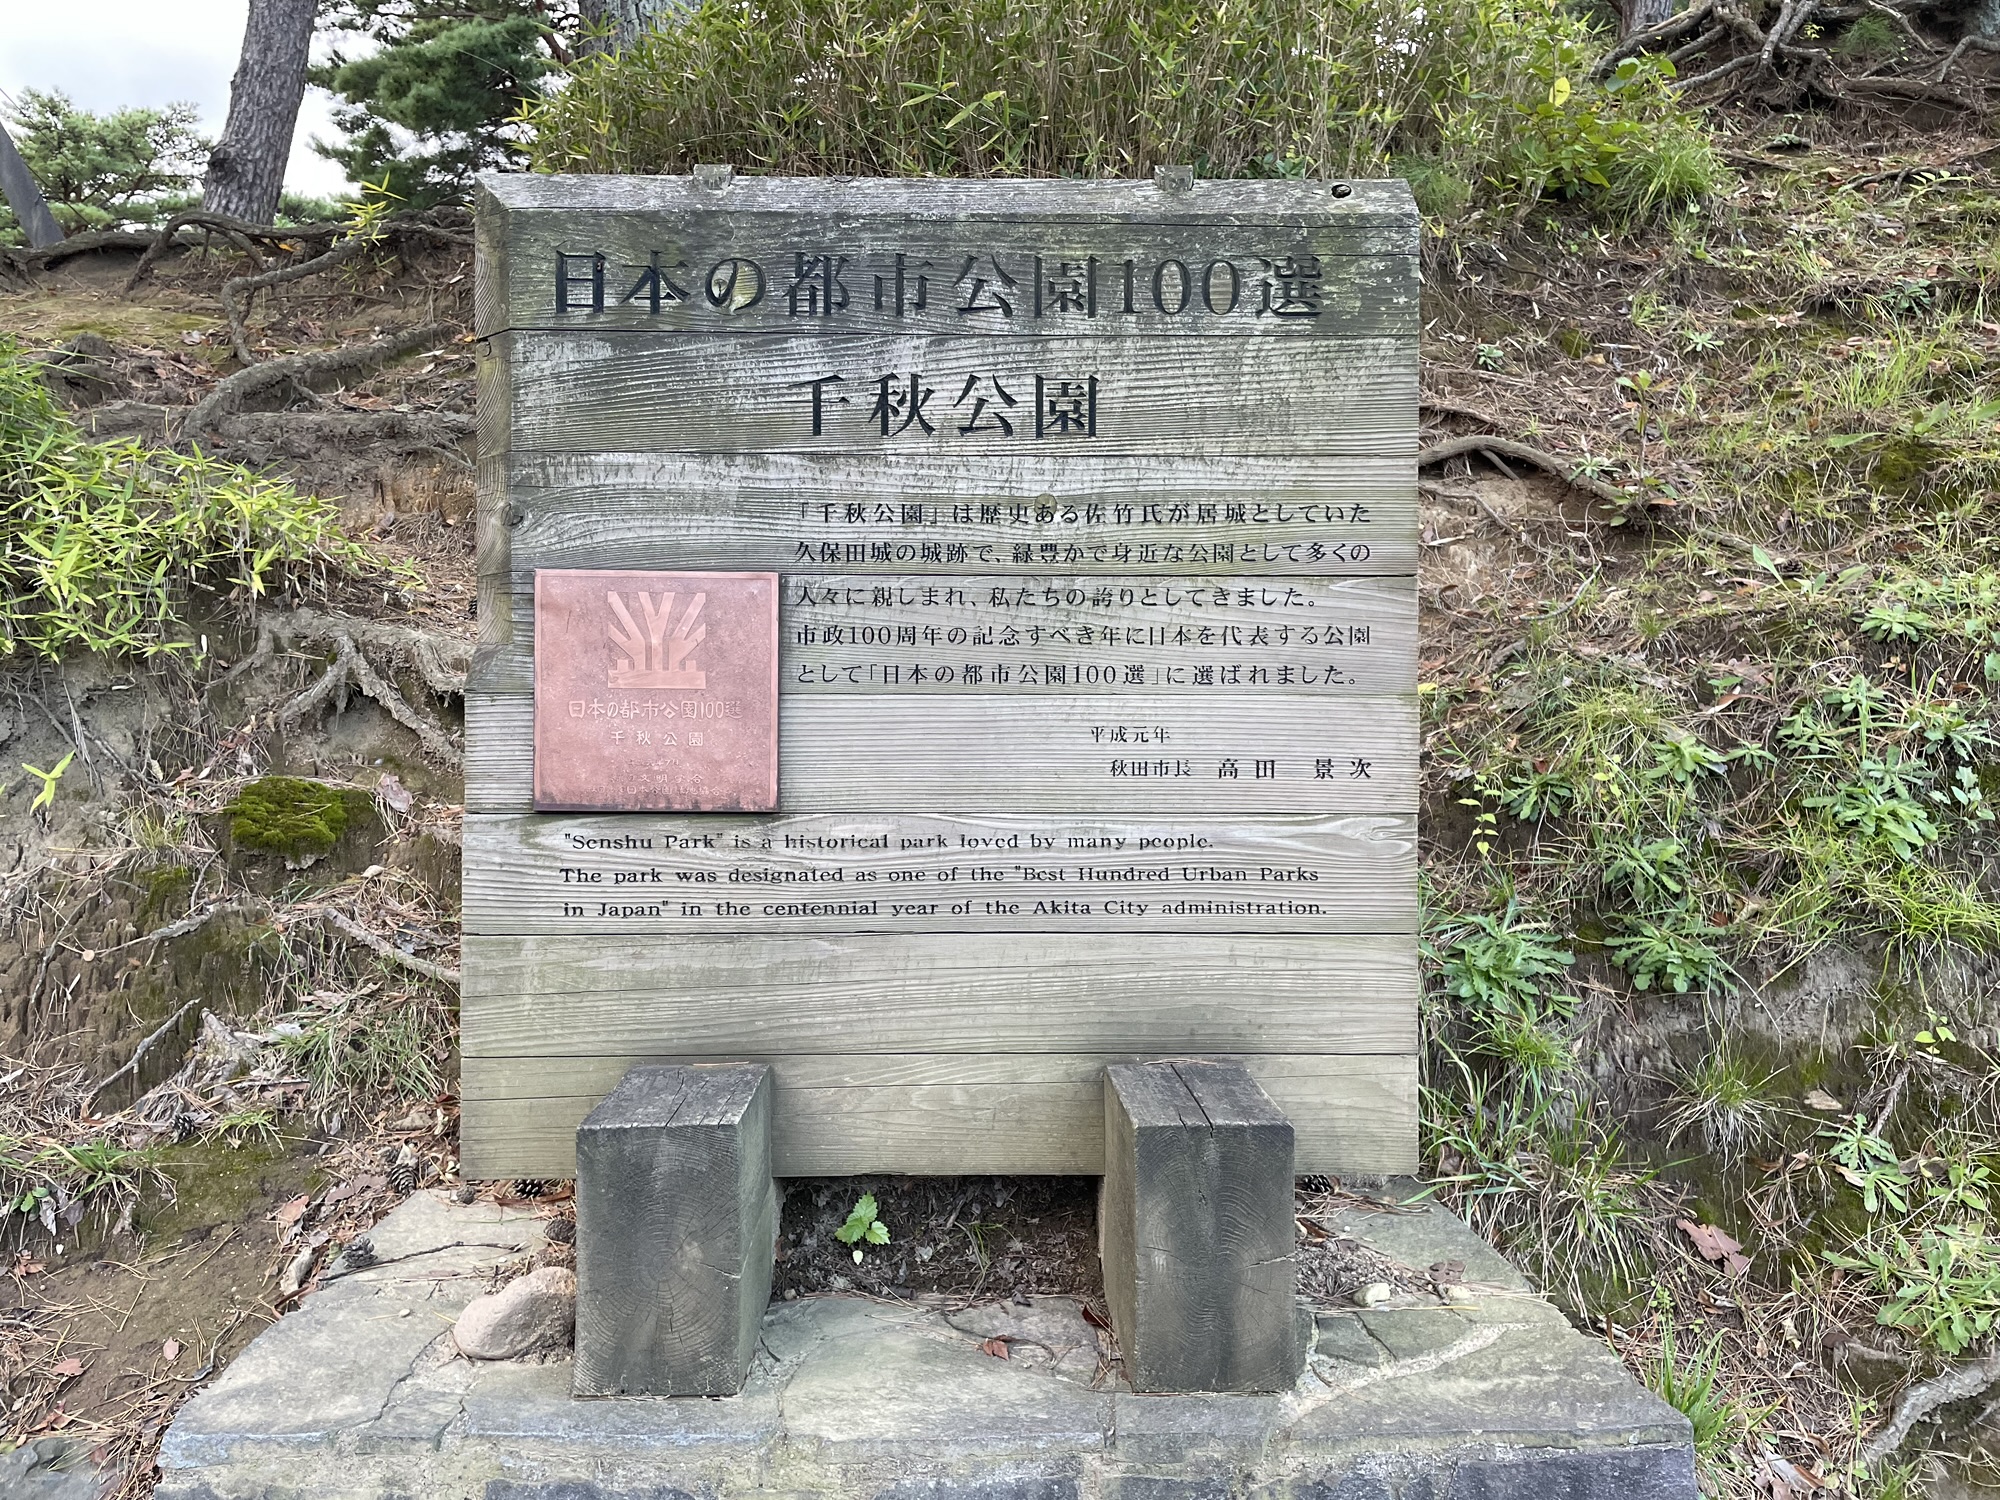 日本の都市公園100選
千秋公園
「千秋公園」は歴史ある佐竹氏が居城としていた
久保田城の城跡で、緑豊かで身近な公園として多くの
人々に親しまれ、私たちの誇りとしてきました。
市政100周年の記念すべき年に日本を代表する公園
として「日本の都市公園100選」に選ばれました。
平成元年
秋田市長 高田 景次
日本の都市公園100選
千秋公園
"Senshu Park" is a historical park loved by many people.
The park was designated as one of the "Best Hundred Urban Parks
in Japan" in the centennial year of the Akita City administration.